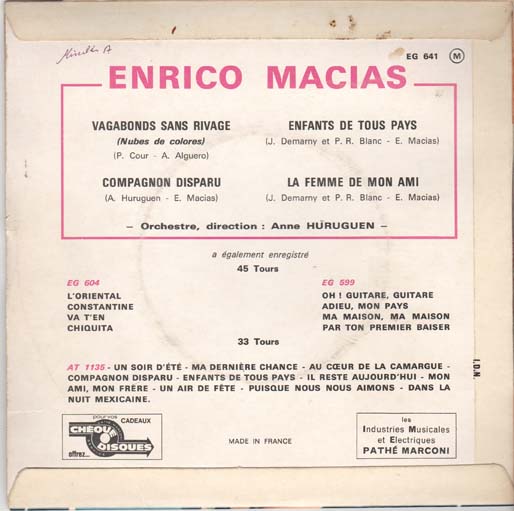 EG 641 M
ENRICO MACIAS
VAGABONDS SANS RIVAGE
(Nubes de colores)
(P. Cour - A. Alguero)
ENFANTS DE TOUS PAYS
(J. Demarny et P. R. Blanc - E. Macias)
COMPAGNON DISPARU
(A. Huruguen - E. Macias)
LA FEMME DE MON AMI
(J. Demarny et P. R. Blanc - E. Macias)
– Orchestre, direction : Anne HURUGUEN –
a également enregistré
45 Tours
EG 604
L'ORIENTAL
CONSTANTINE
VA T'EN
CHIQUITA
EG 599
OH ! GUITARE, GUITARE
ADIEU, MON PAYS
MA MAISON, MA MAISON
PAR TON PREMIER BAISER
33 Tours
AT 1135 - UN SOIR D'ÉTÉ - MA DERNIÈRE CHANCE - AU CŒUR DE LA CAMARGUE -
COMPAGNON DISPARU - ENFANTS DE TOUS PAYS - IL RESTE AUJOURD'HUI - MON
AMI, MON FRÈRE - UN AIR DE FÊTE - PUISQUE NOUS NOUS AIMONS - DANS LA
NUIT MEXICAINE.
I.D.N.
pour vos CADEAUX
CHÈQUE
DISQUES
offrez...
MADE IN FRANCE
les
Industries Musicales
et Electriques
PATHÉ MARCONI